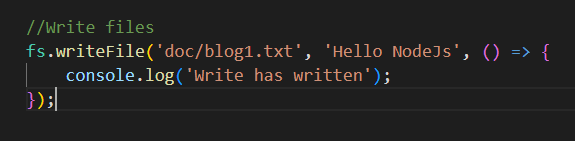 //Write files
fs.writeFile('doc/blog1.txt', 'Hello NodeJs', () => {
    console.log('Write has written');
});